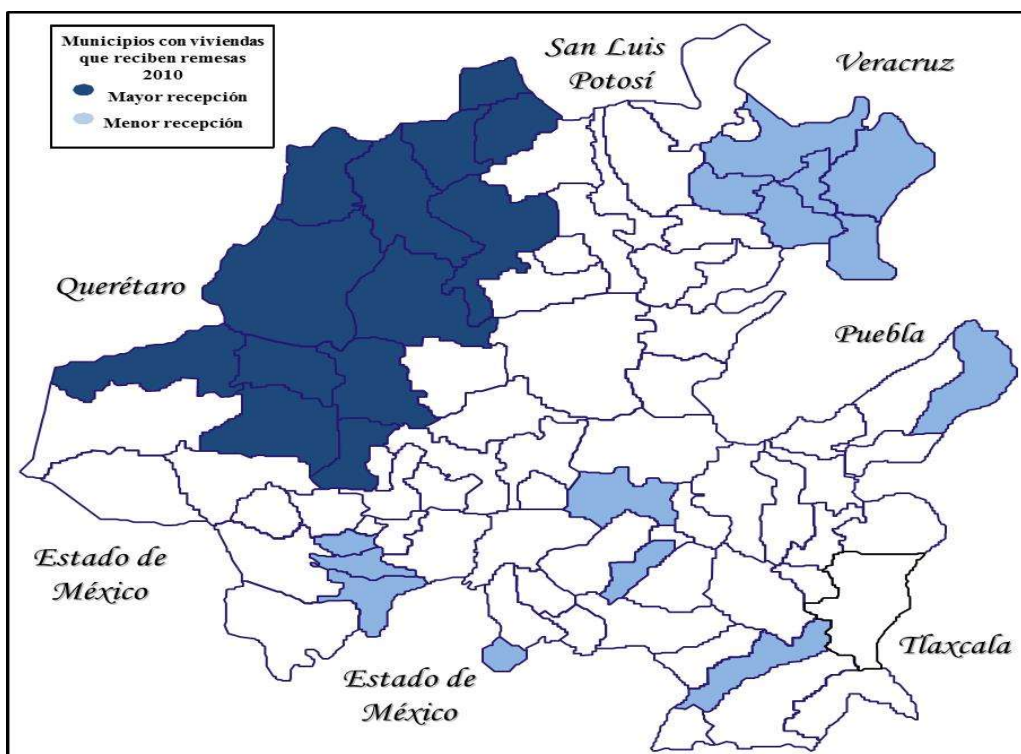 Municipios con viviendas
que reciben remesas
2010
Mayor recepción
Menor recepción
San Luis
Potosí
Veracruz
Querétaro
Puebla
Estado de
México
Tlaxcala
Estado de
México